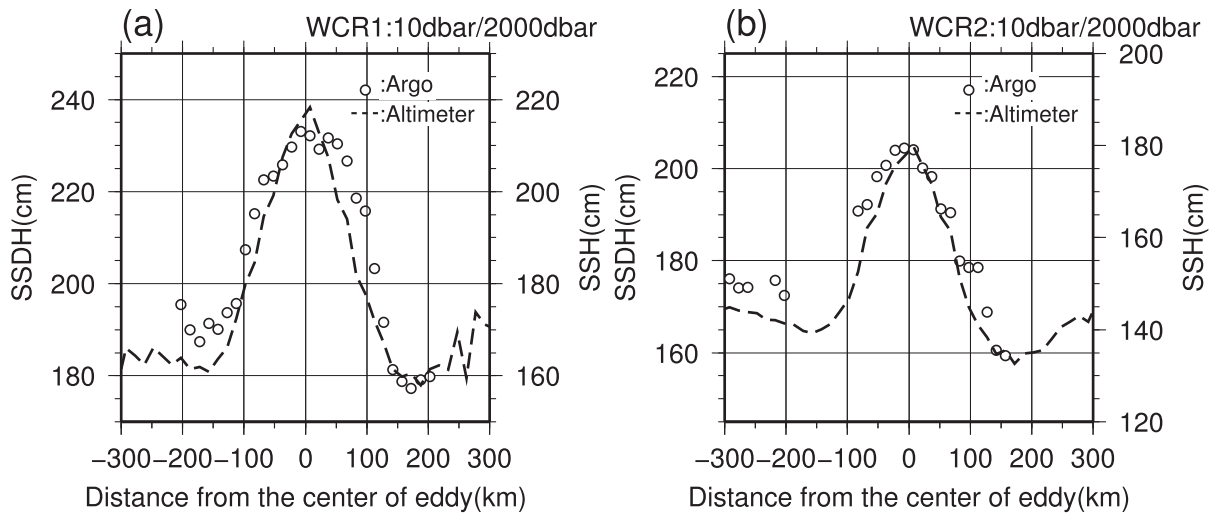 (a) WCR1:10dbar/2000dbar
:Argo
:Altimeter
240
220
200
180
220
200
180
160
SSDH(cm)
SSH(cm)
−300−200−100 0 100 200 300
Distance from the center of eddy(km)
(b) WCR2:10dbar/2000dbar
:Argo
:Altimeter
220
200
180
160
200
180
160
140
120
SSDH(cm)
SSH(cm)
−300−200−100 0 100 200 300
Distance from the center of eddy(km)